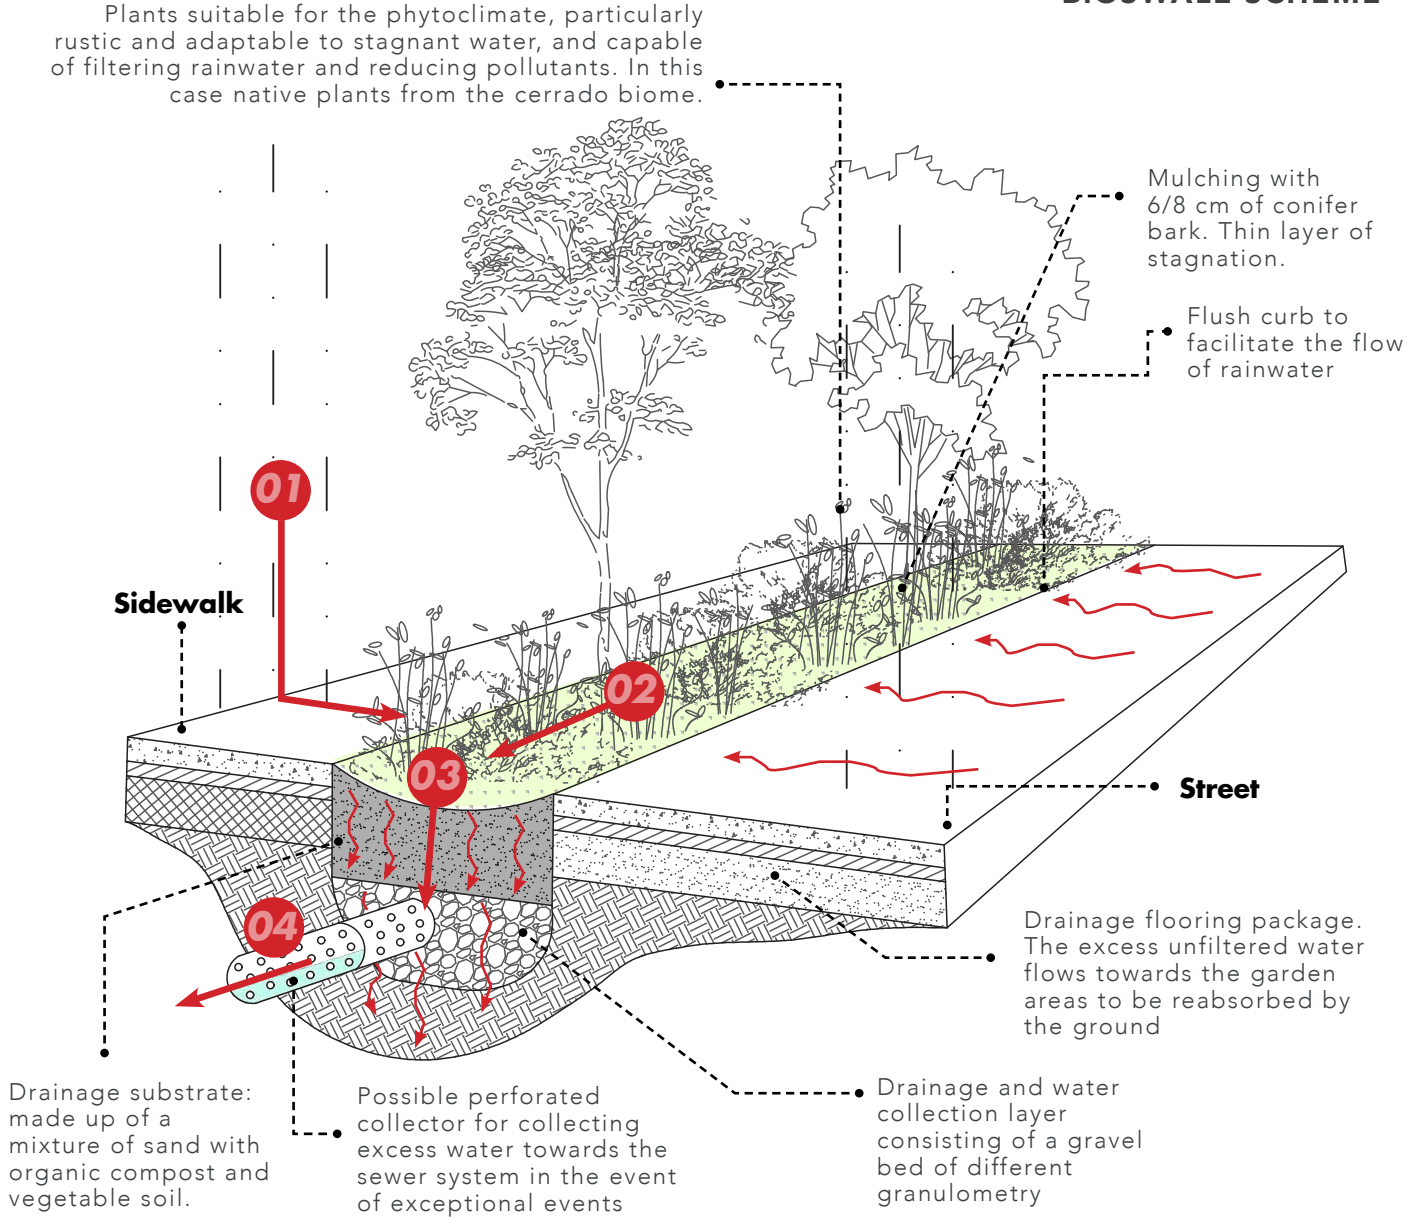 BIOSWALE SCHEME
Plants suitable for the phytoclimate, particularly
rustic and adaptable to stagnant water, and capable
of filtering rainwater and reducing pollutants. In this
case native plants from the cerrado biome.
Mulching with
6/8 cm of conifer
bark. Thin layer of
stagnation.
Flush curb to
facilitate the flow
of rainwater
01
Sidewalk
02
03
Street
04
Drainage flooring package.
The excess unfiltered water
flows towards the garden
areas to be reabsorbed by
the ground
Drainage substrate:
made up of a
mixture of sand with
organic compost and
vegetable soil.
Possible perforated
collector for collecting
excess water towards the
sewer system in the event
of exceptional events
Drainage and water
collection layer
consisting of a gravel
bed of different
granulometry